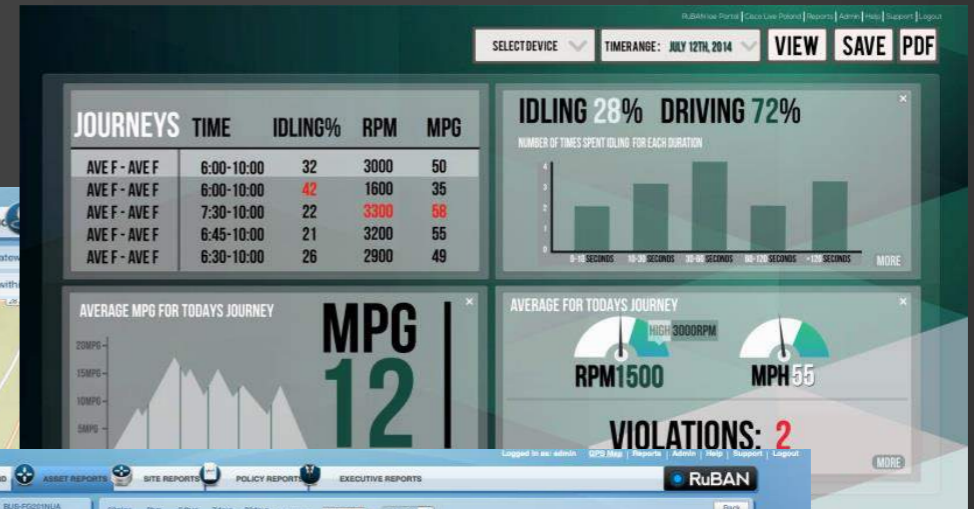 RuBAN ioe Portal | Cisco Live Poland | Reports | Admin | Help | Support | Logout
SELECT DEVICE TIMERANGE: JULY 12TH, 2014 VIEW SAVE PDF
JOURNEYS TIME IDLING% RPM MPG
AVE F - AVE F 6:00-10:00 32 3000 50
AVE F - AVE F 6:00-10:00 42 1600 35
AVE F - AVE F 7:30-10:00 22 3300 58
AVE F - AVE F 6:45-10:00 21 3200 55
AVE F - AVE F 6:30-10:00 26 2900 49
IDLING 28% DRIVING 72%
NUMBER OF TIMES SPENT IDLING FOR EACH DURATION
4
3
2
1
0
0-10 SECONDS 10-30 SECONDS 30-60 SECONDS 60-120 SECONDS +120 SECONDS
MORE
AVERAGE MPG FOR TODAYS JOURNEY
20MPG
15MPG
10MPG
5MPG
MPG
12
AVERAGE FOR TODAYS JOURNEY
HIGH 3000RPM
RPM 1500 MPH 55
VIOLATIONS: 2
MORE
Logged in as: admin GPS Map | Reports | Admin | Help | Support | Logout
ASSET REPORTS SITE REPORTS POLICY REPORTS EXECUTIVE REPORTS
RuBAN
Back